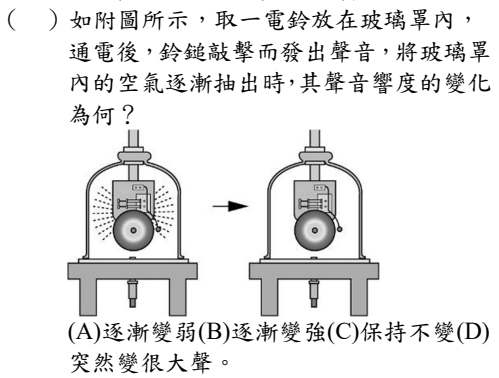 （　）如附圖所示，取一電鈴放在玻璃罩內，
通電後，鈴鎚敲擊而發出聲音，將玻璃罩
內的空氣逐漸抽出時，其聲音響度的變化
為何？
(A)逐漸變弱(B)逐漸變強(C)保持不變(D)
突然變很大聲。